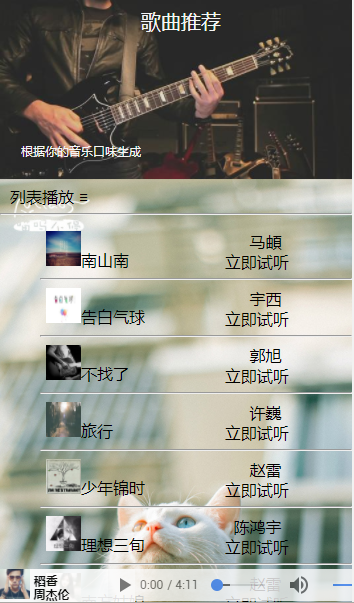 歌曲推荐
根据你的音乐口味生成
列表播放 ≡
南山南 马頔
立即试听
告白气球 宇西
立即试听
不找了 郭旭
立即试听
旅行 许巍
立即试听
少年锦时 赵雷
立即试听
理想三旬 陈鸿宇
立即试听
稻香
周杰伦
0:00 / 4:11
赵雷